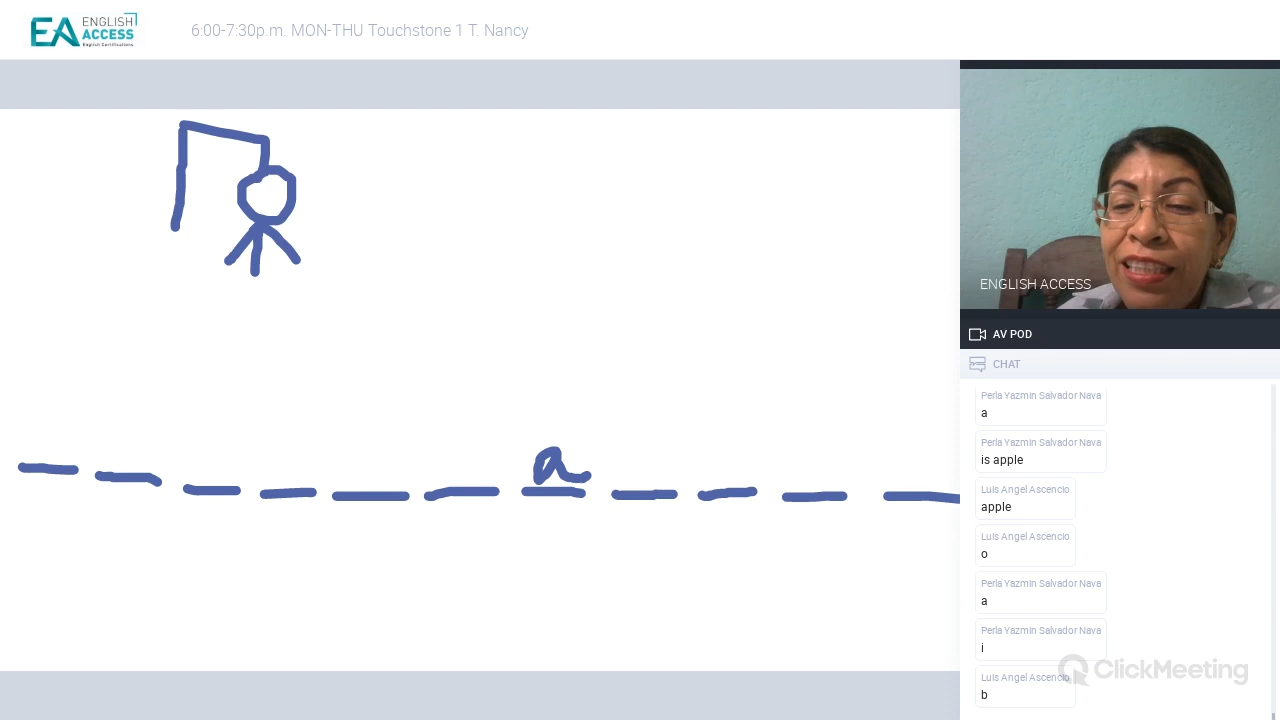 EA ENGLISH ACCESS
English Certifications
6:00-7:30p.m. MON-THU Touchstone 1 T. Nancy
a
ENGLISH ACCESS
AV POD
CHAT
Perla Yazmin Salvador Nava
a
Perla Yazmin Salvador Nava
is apple
Luis Angel Ascencio
apple
Luis Angel Ascencio
o
Perla Yazmin Salvador Nava
a
Perla Yazmin Salvador Nava
i
Luis Angel Ascencio
b
ClickMeeting